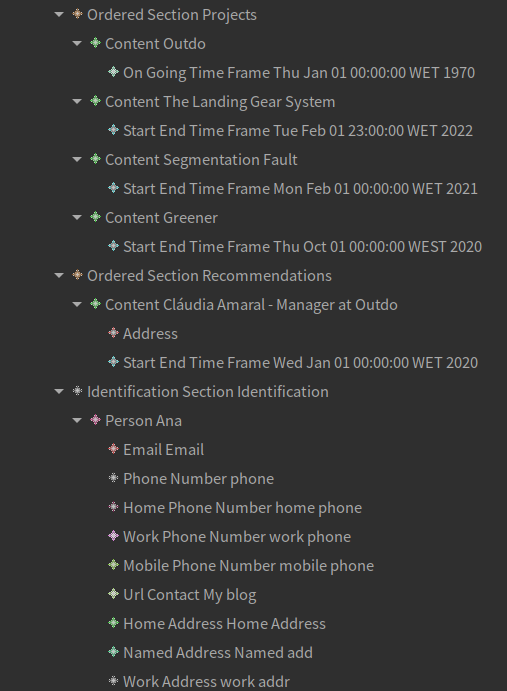 Ordered Section Projects
Content Outdo
On Going Time Frame Thu Jan 01 00:00:00 WET 1970
Content The Landing Gear System
Start End Time Frame Tue Feb 01 23:00:00 WET 2022
Content Segmentation Fault
Start End Time Frame Mon Feb 01 00:00:00 WET 2021
Content Greener
Start End Time Frame Thu Oct 01 00:00:00 WEST 2020
Ordered Section Recommendations
Content Cláudia Amaral - Manager at Outdo
Address
Start End Time Frame Wed Jan 01 00:00:00 WET 2020
Identification Section Identification
Person Ana
Email Email
Phone Number phone
Home Phone Number home phone
Work Phone Number work phone
Mobile Phone Number mobile phone
Url Contact My blog
Home Address Home Address
Named Address Named add
Work Address work addr